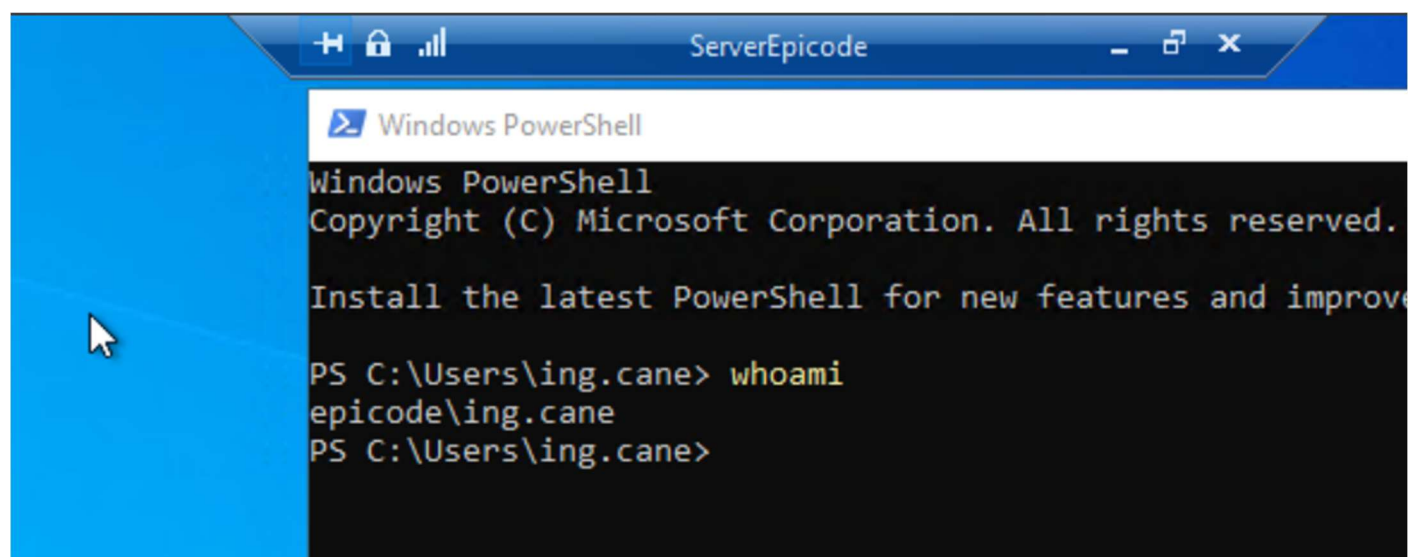 ServerEpicode
Windows PowerShell
Windows PowerShell
Copyright (C) Microsoft Corporation. All rights reserved.
Install the latest PowerShell for new features and improve
PS C:\Users\ing.cane> whoami
epicode\ing.cane
PS C:\Users\ing.cane>